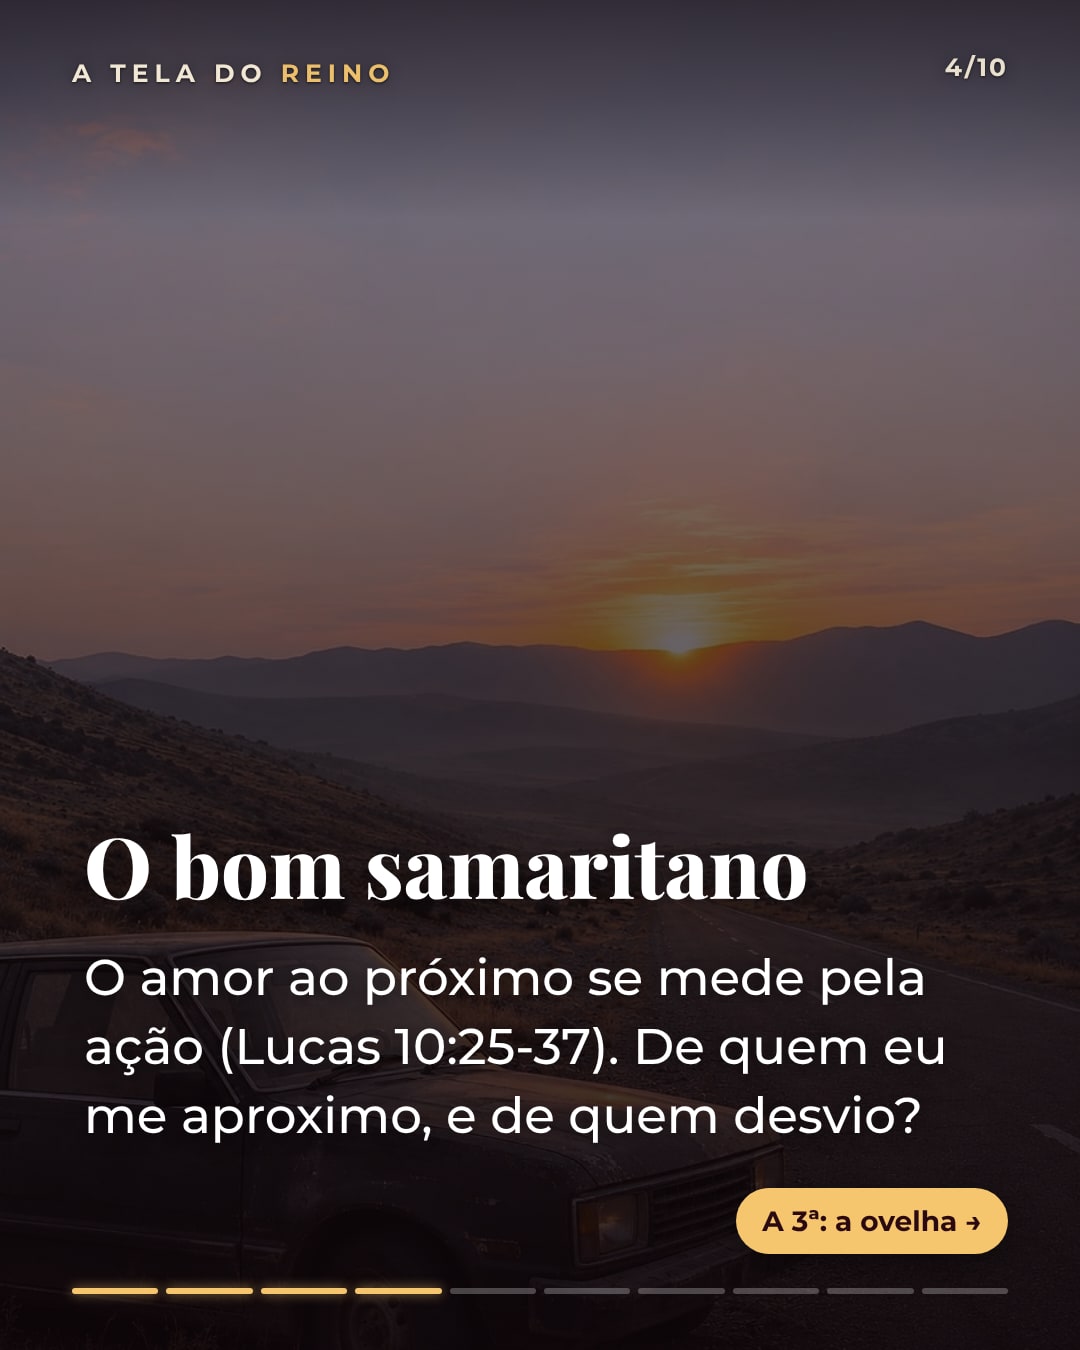 A TELA DO REINO
4/10
O bom samaritano
O amor ao próximo se mede pela
ação (Lucas 10:25-37). De quem eu
me aproximo, e de quem desvio?
A 3ª: a ovelha →